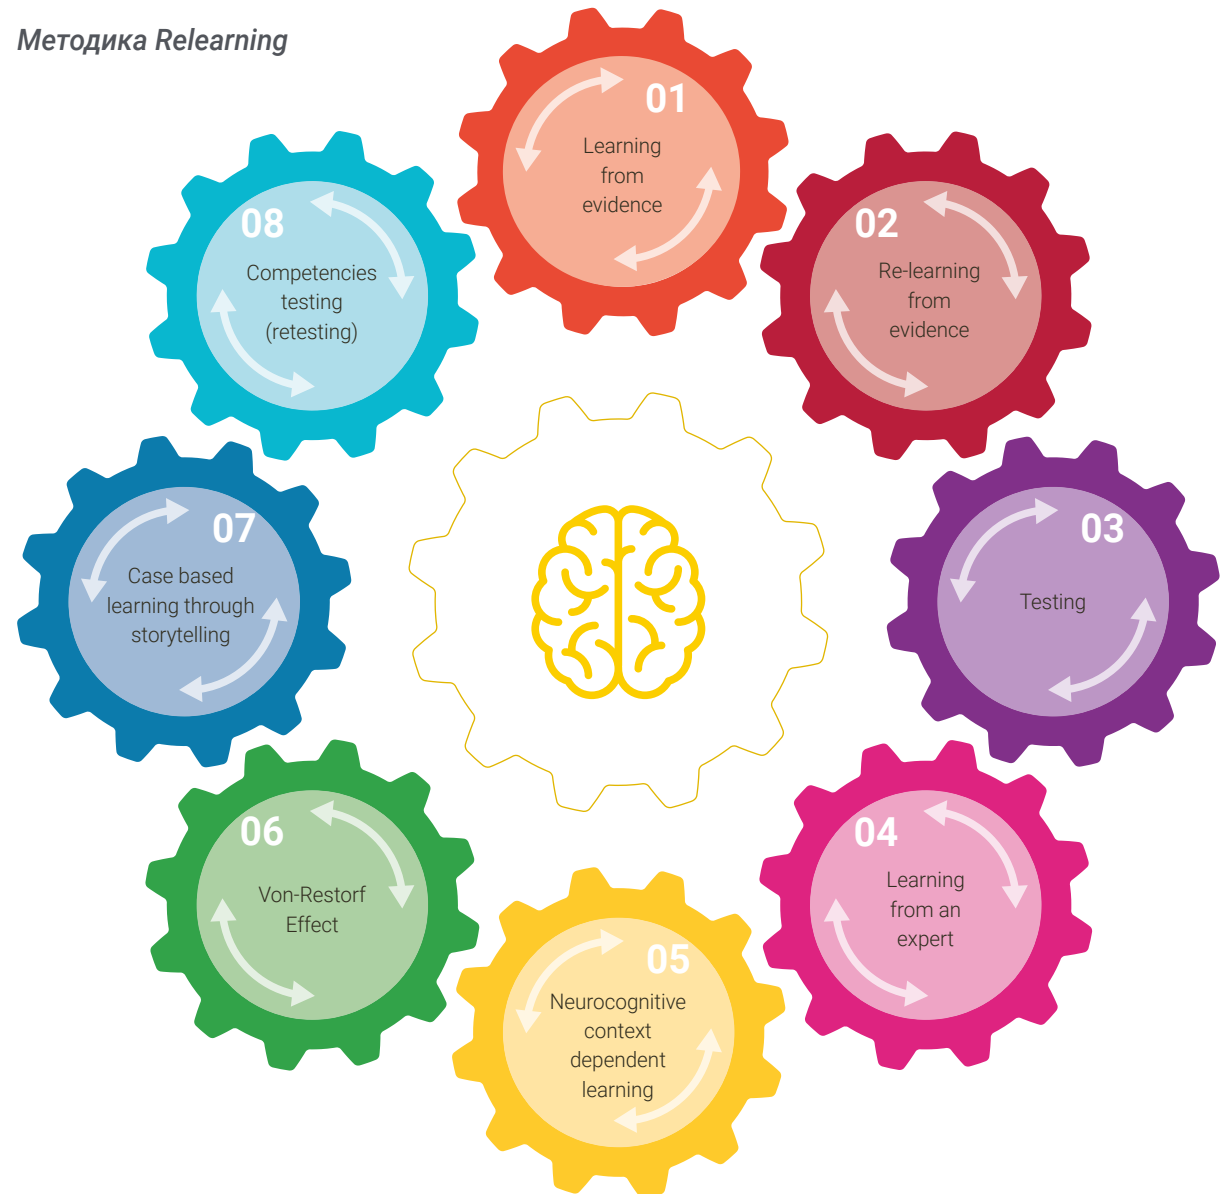 Методика Relearning
01
Learning
from
evidence
02
Re-learning
from
evidence
03
Testing
04
Learning
from an
expert
05
Neurocognitive
context
dependent
learning
06
Von-Restorf
Effect
07
Case based
learning through
storytelling
08
Competencies
testing
(retesting)